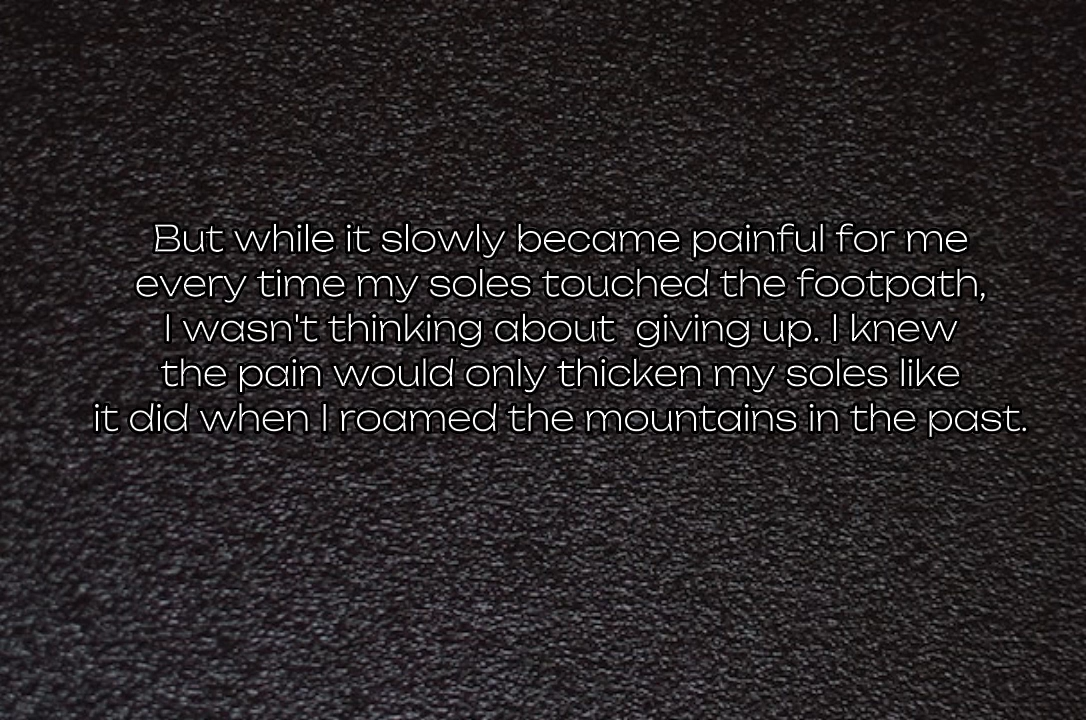 But while it slowly became painful for me
every time my soles touched the footpath,
I wasn't thinking about  giving up. I knew
the pain would only thicken my soles like
it did when I roamed the mountains in the past.